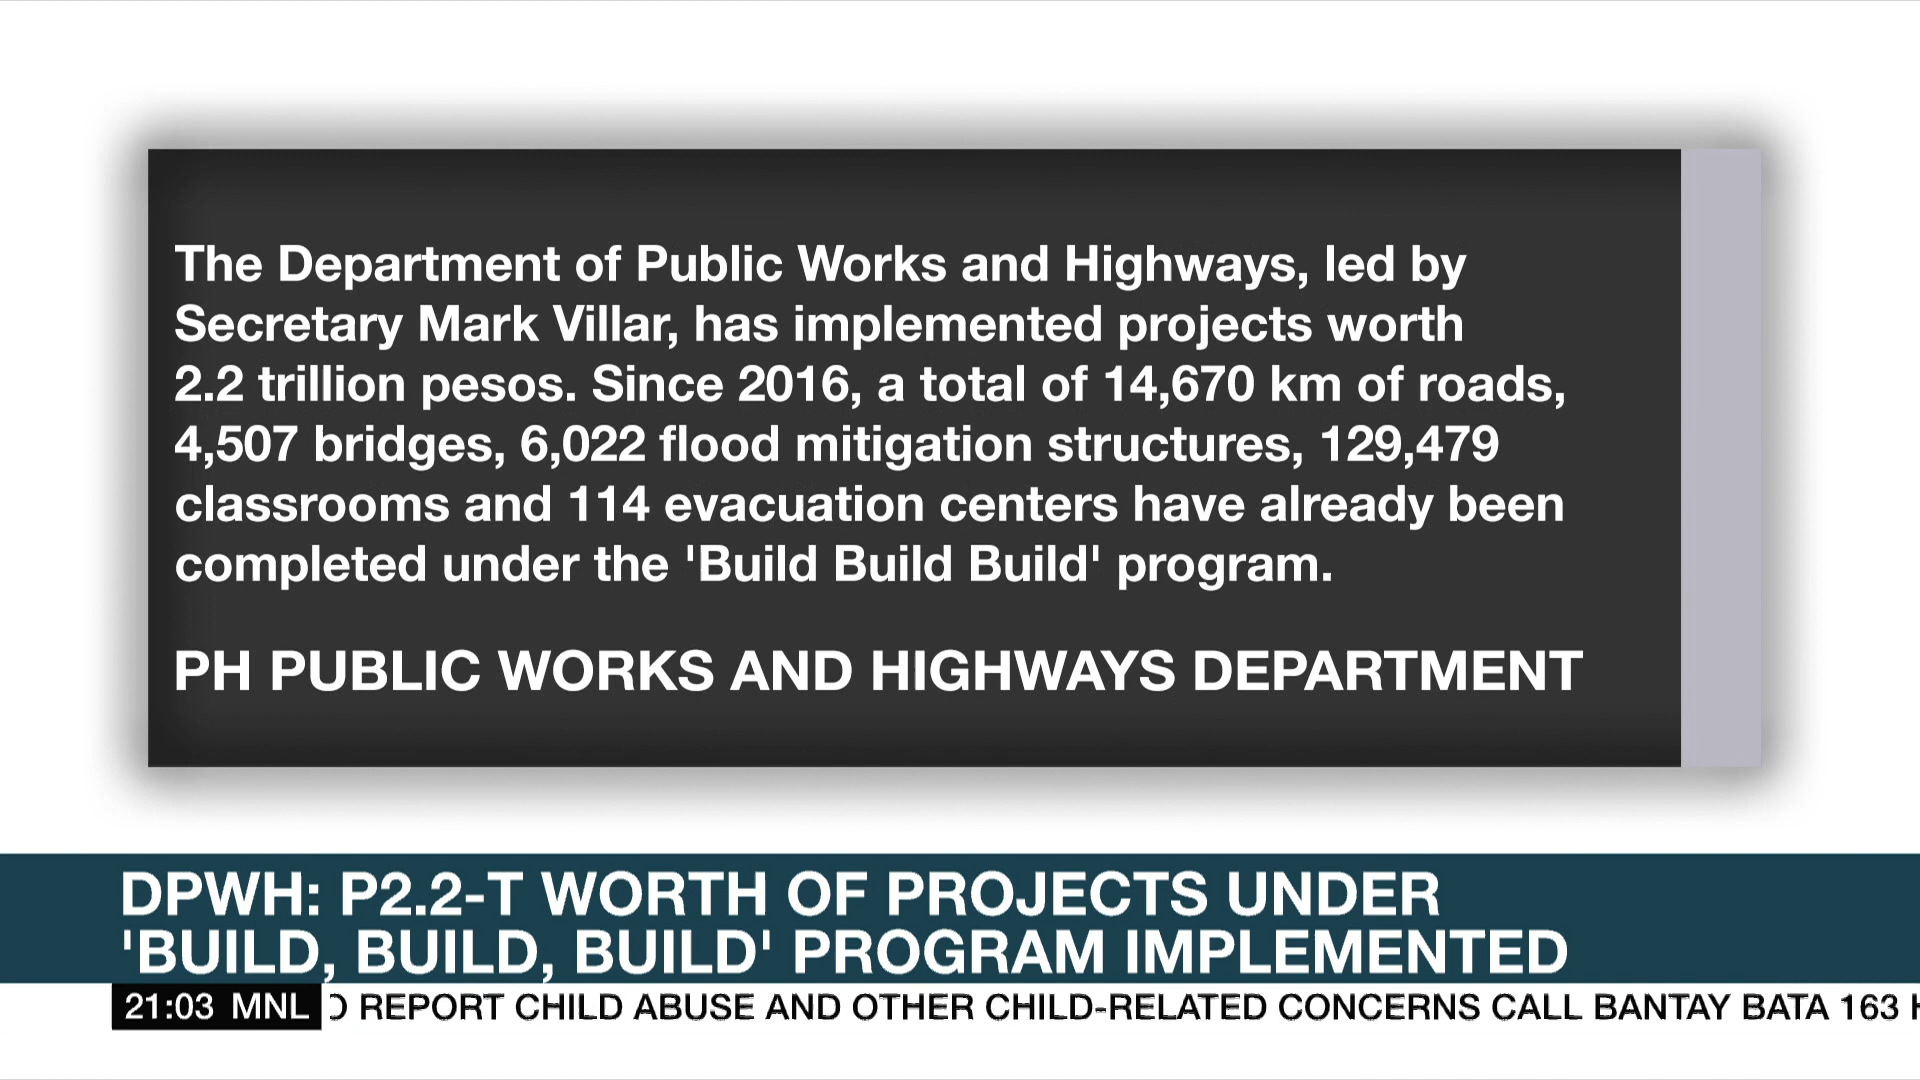 The Department of Public Works and Highways, led by
Secretary Mark Villar, has implemented projects worth
2.2 trillion pesos. Since 2016, a total of 14,670 km of roads,
4,507 bridges, 6,022 flood mitigation structures, 129,479
classrooms and 114 evacuation centers have already been
completed under the 'Build Build Build' program.
PH PUBLIC WORKS AND HIGHWAYS DEPARTMENT
DPWH: P2.2-T WORTH OF PROJECTS UNDER
'BUILD, BUILD, BUILD' PROGRAM IMPLEMENTED
21:03 MNL REPORT CHILD ABUSE AND OTHER CHILD-RELATED CONCERNS CALL BANTAY BATA 163